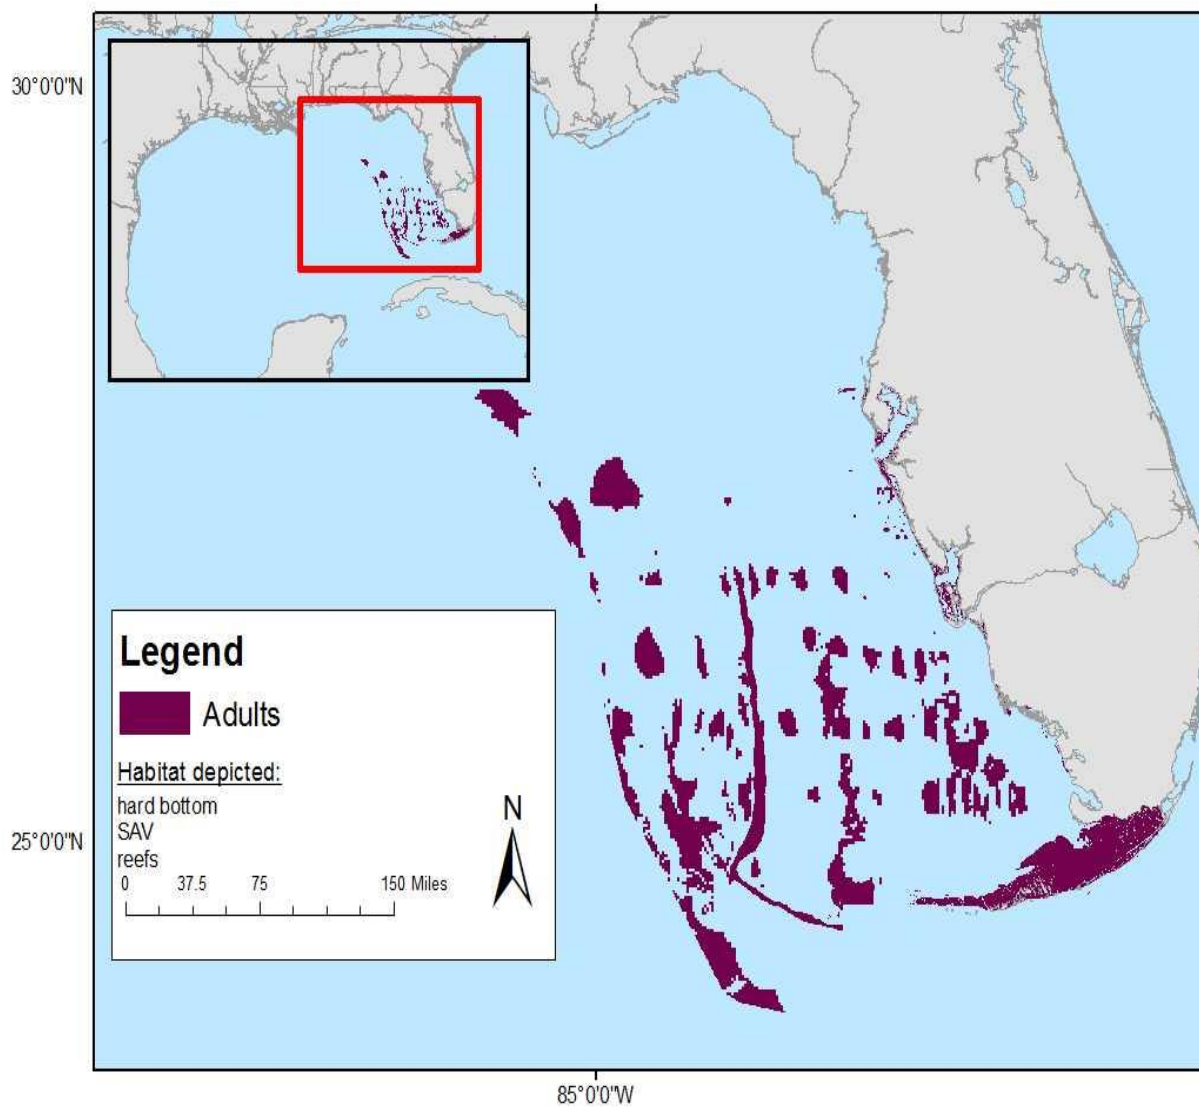 30°0'0"N
Legend
Adults
Habitat depicted:
hard bottom
SAV
reefs
0 37.5 75 150 Miles
N
25°0'0"N
85°0'0"W